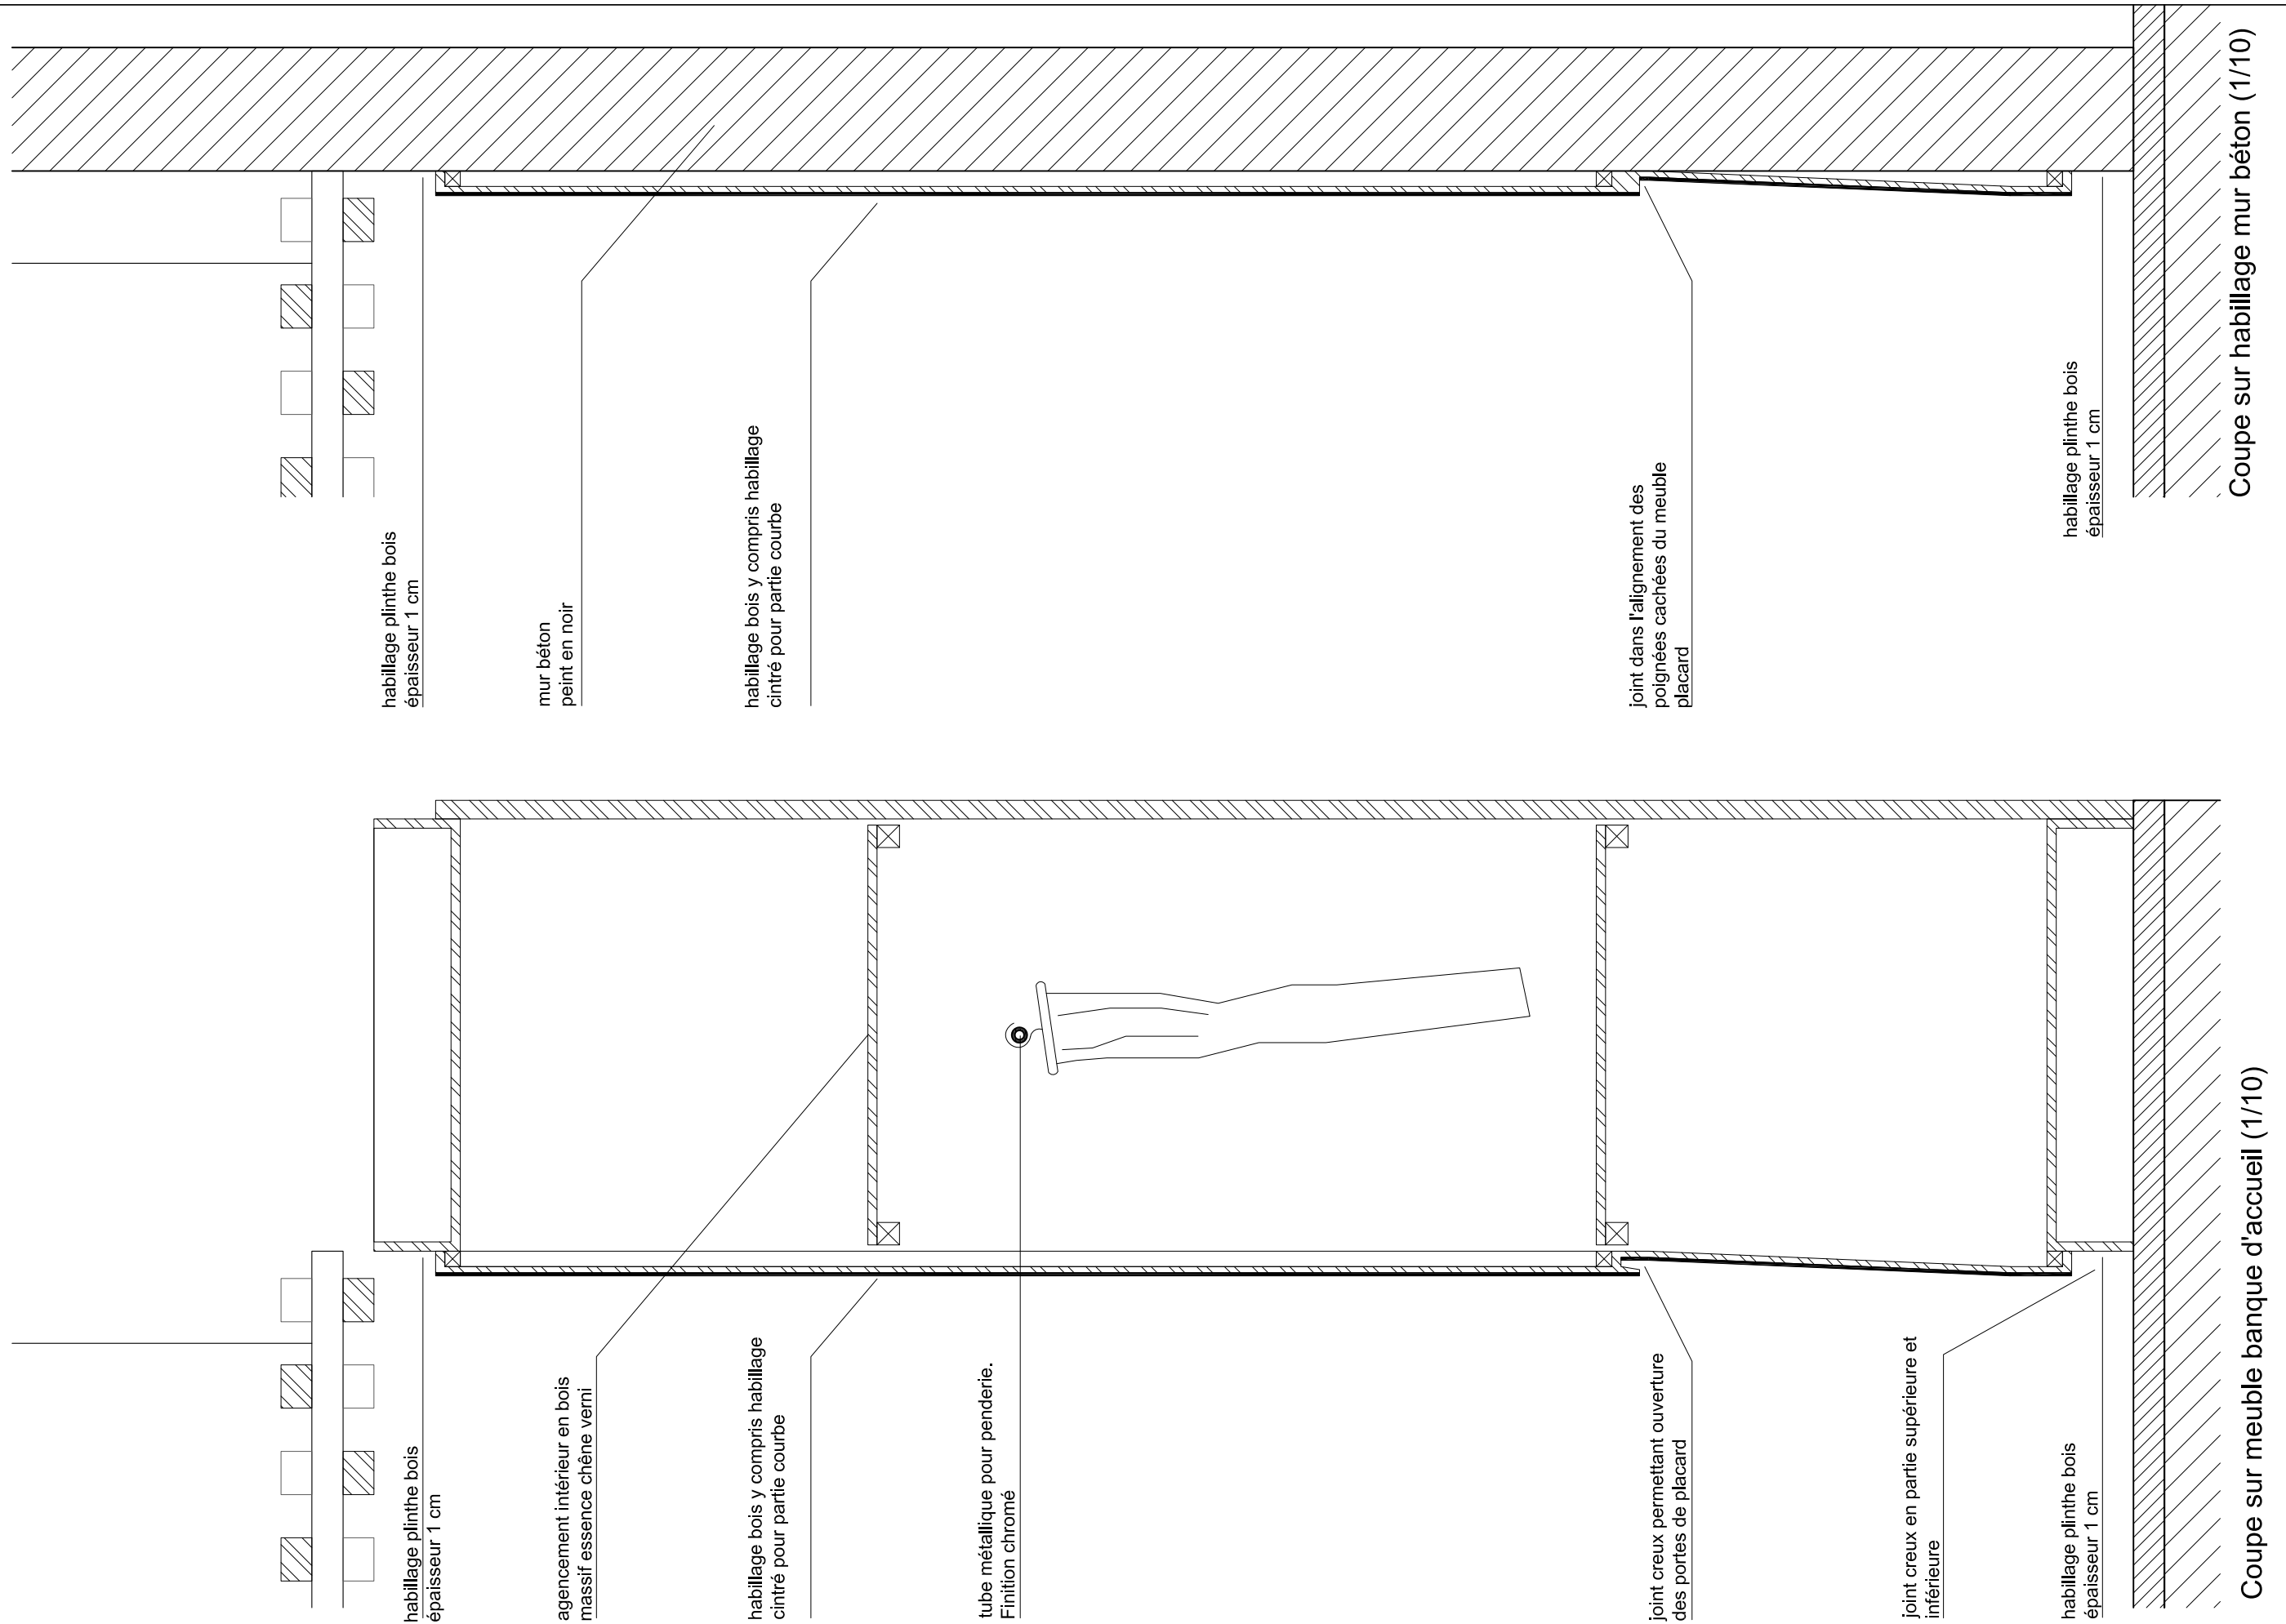 habillage plinthe bois
épaisseur 1 cm
agencement intérieur en bois
massif essence chêne verni
habillage bois y compris habillage
cintré pour partie courbe
tube métallique pour penderie.
Finition chromé
joint creux permettant ouverture
des portes de placard
joint creux en partie supérieure et
inférieure
habillage plinthe bois
épaisseur 1 cm
Coupe sur meuble banque d'accueil (1/10)
habillage plinthe bois
épaisseur 1 cm
mur béton
peint en noir
habillage bois y compris habillage
cintré pour partie courbe
joint dans l'alignement des
poignées cachées du meuble
placard
habillage plinthe bois
épaisseur 1 cm
Coupe sur habillage mur béton (1/10)